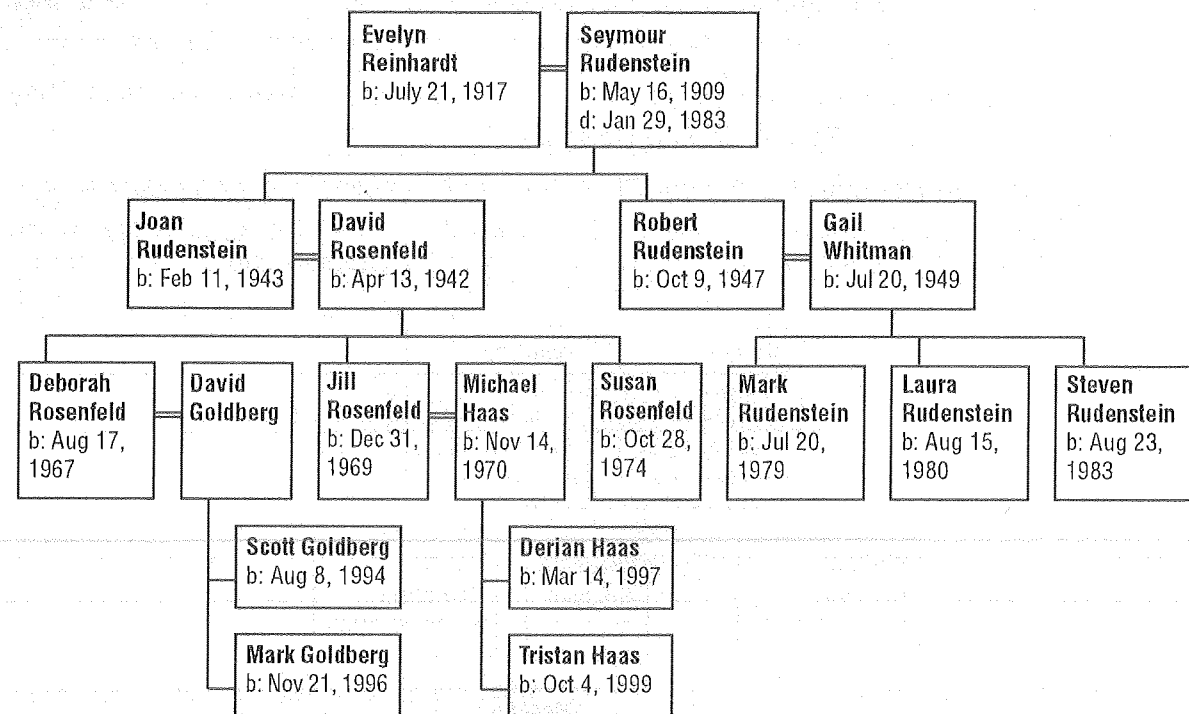 Evelyn
Reinhardt
b: July 21, 1917
Seymour
Rudenstein
b: May 16, 1909
d: Jan 29, 1983
Joan
Rudenstein
b: Feb 11, 1943
David
Rosenfeld
b: Apr 13, 1942
Robert
Rudenstein
b: Oct 9, 1947
Gail
Whitman
b: Jul 20, 1949
Deborah
Rosenfeld
b: Aug 17,
1967
David
Goldberg
Jill
Rosenfeld
b: Dec 31,
1969
Michael
Haas
b: Nov 14,
1970
Susan
Rosenfeld
b: Oct 28,
1974
Mark
Rudenstein
b: Jul 20,
1979
Laura
Rudenstein
b: Aug 15,
1980
Steven
Rudenstein
b: Aug 23,
1983
Scott Goldberg
b: Aug 8, 1994
Mark Goldberg
b: Nov 21, 1996
Derian Haas
b: Mar 14, 1997
Tristan Haas
b: Oct 4, 1999